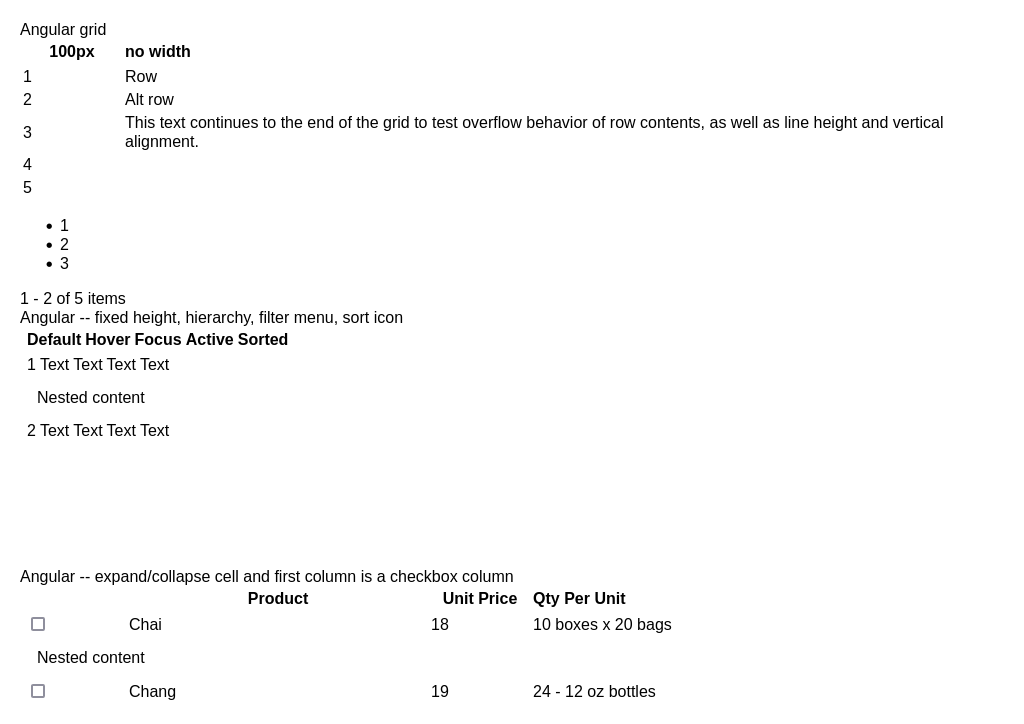 Angular grid
100px no width
1 Row
2 Alt row
3 This text continues to the end of the grid to test overflow behavior of row contents, as well as line height and vertical
alignment.
4
5
• 1
• 2
• 3
1 - 2 of 5 items
Angular -- fixed height, hierarchy, filter menu, sort icon
Default Hover Focus Active Sorted
1 Text Text Text Text
Nested content
2 Text Text Text Text
Angular -- expand/collapse cell and first column is a checkbox column
Product Unit Price Qty Per Unit
Chai 18 10 boxes x 20 bags
Nested content
Chang 19 24 - 12 oz bottles